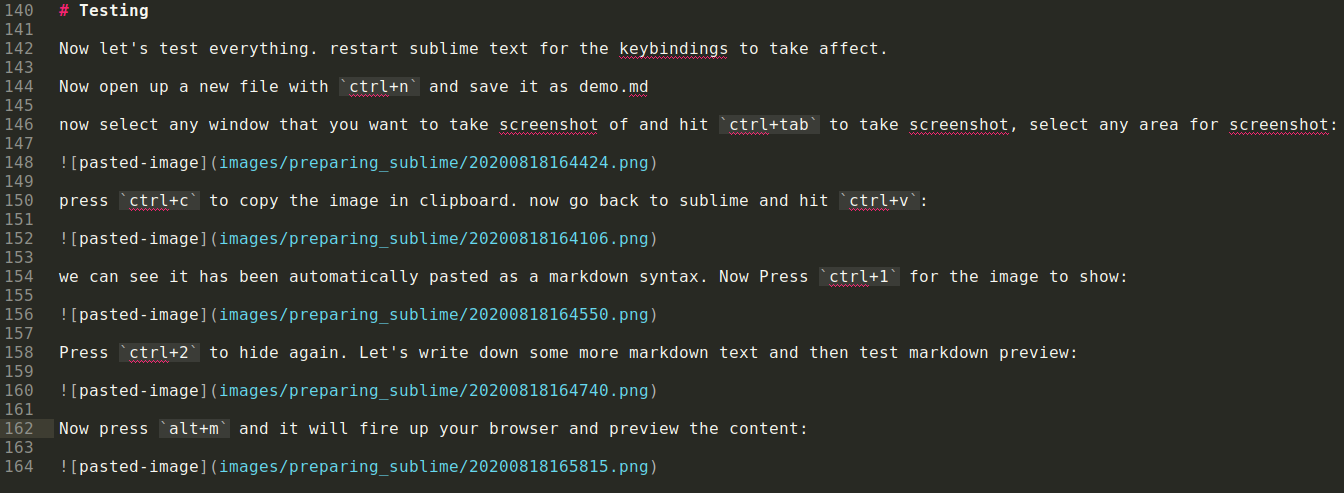 140 # Testing
141
142 Now let's test everything. restart sublime text for the keybindings to take affect.
143
144 Now open up a new file with `ctrl+n` and save it as demo.md
145
146 now select any window that you want to take screenshot of and hit `ctrl+tab` to take screenshot, select any area for screenshot:
147
148 ![pasted-image](images/preparing_sublime/20200818164424.png)
149
150 press `ctrl+c` to copy the image in clipboard. now go back to sublime and hit `ctrl+v`:
151
152 ![pasted-image](images/preparing_sublime/20200818164106.png)
153
154 we can see it has been automatically pasted as a markdown syntax. Now Press `ctrl+1` for the image to show:
155
156 ![pasted-image](images/preparing_sublime/20200818164550.png)
157
158 Press `ctrl+2` to hide again. Let's write down some more markdown text and then test markdown preview:
159
160 ![pasted-image](images/preparing_sublime/20200818164740.png)
161
162 Now press `alt+m` and it will fire up your browser and preview the content:
163
164 ![pasted-image](images/preparing_sublime/20200818165815.png)